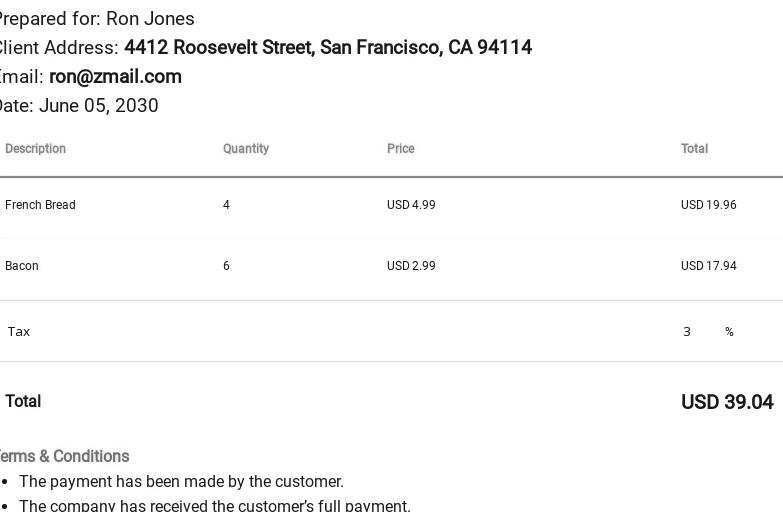 Prepared for: Ron Jones
Client Address: 4412 Roosevelt Street, San Francisco, CA 94114
Email: ron@zmail.com
Date: June 05, 2030
Description Quantity Price Total
French Bread 4 USD 4.99 USD 19.96
Bacon 6 USD 2.99 USD 17.94
Tax 3 %
Total USD 39.04
Terms & Conditions
• The payment has been made by the customer.
• The company has received the customer’s full payment.